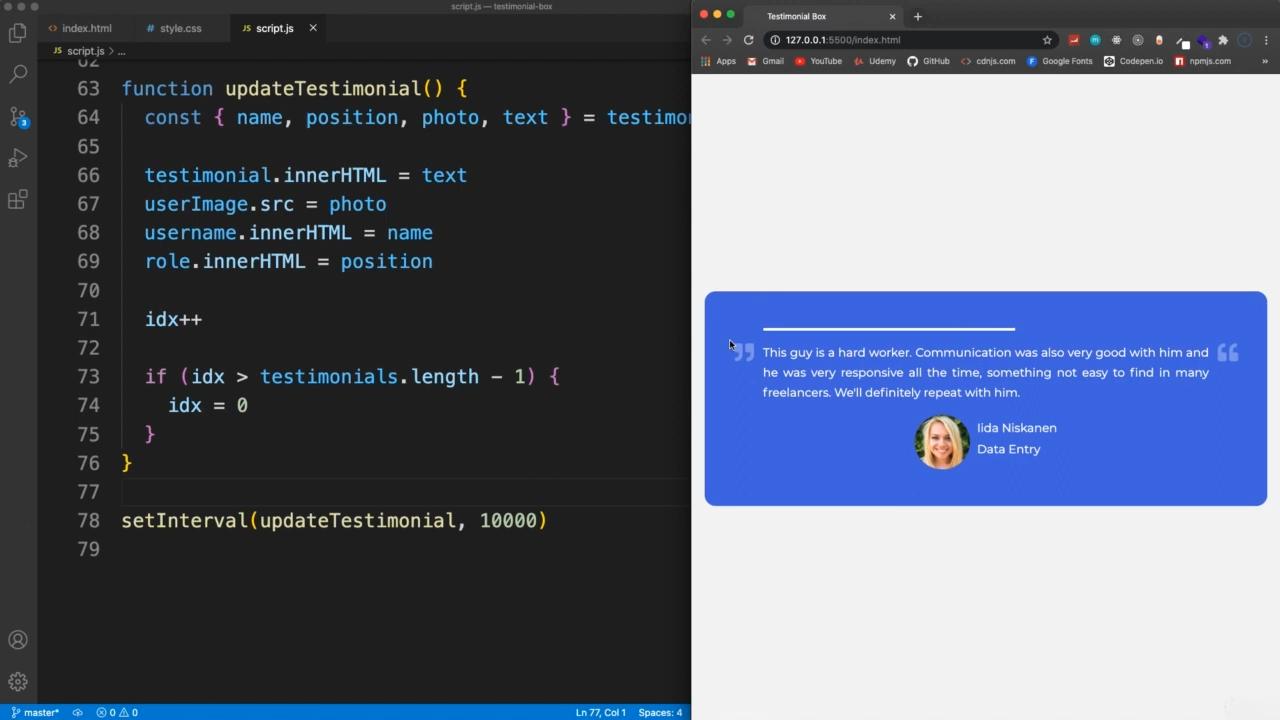 script.js — testimonial-box
index.html
style.css
JS script.js
JS script.js > ...
62
63 function updateTestimonial() {
64 const { name, position, photo, text } = testimo
65
66 testimonial.innerHTML = text
67 userImage.src = photo
68 username.innerHTML = name
69 role.innerHTML = position
70
71 idx++
72
73 if (idx > testimonials.length - 1) {
74 idx = 0
75 }
76 }
77
78 setInterval(updateTestimonial, 10000)
79
3
master*
0 0
Ln 77, Col 1 Spaces: 4
Testimonial Box
127.0.0.1:5500/index.html
Apps Gmail YouTube Udemy GitHub cdnjs.com Google Fonts Codepen.io npmjs.com »
This guy is a hard worker. Communication was also very good with him and
he was very responsive all the time, something not easy to find in many
freelancers. We'll definitely repeat with him.
Iida Niskanen
Data Entry